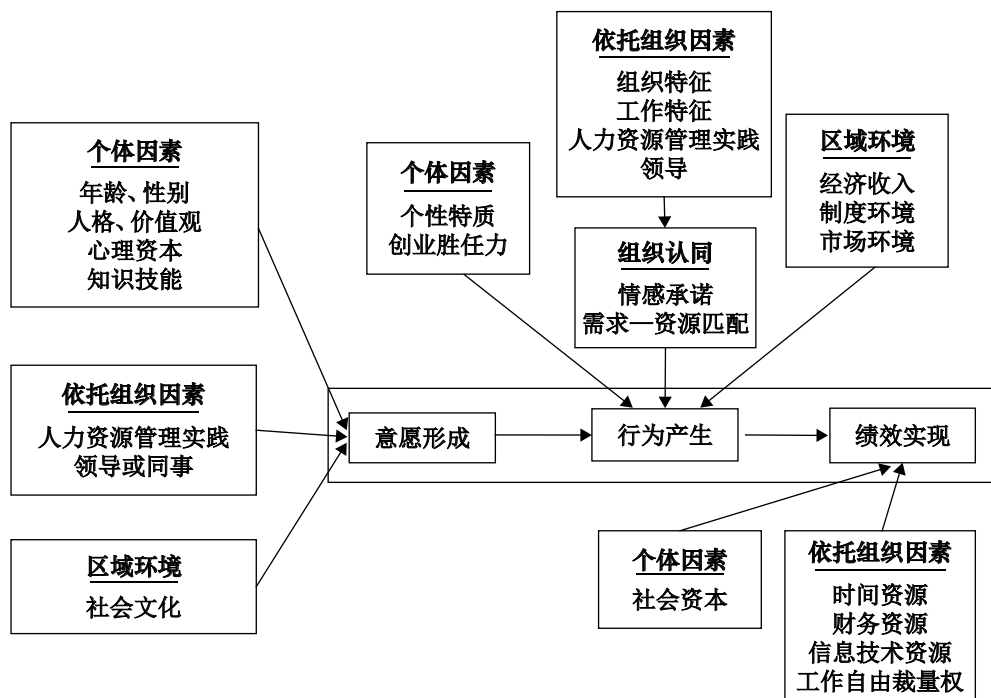 个体因素
年龄、性别
人格、价值观
心理资本
知识技能
依托组织因素
人力资源管理实践
领导或同事
区域环境
社会文化
个体因素
个性特质
创业胜任力
依托组织因素
组织特征
工作特征
人力资源管理实践
领导
组织认同
情感承诺
需求—资源匹配
区域环境
经济收入
制度环境
市场环境
意愿形成
行为产生
绩效实现
个体因素
社会资本
依托组织因素
时间资源
财务资源
信息技术资源
工作自由裁量权